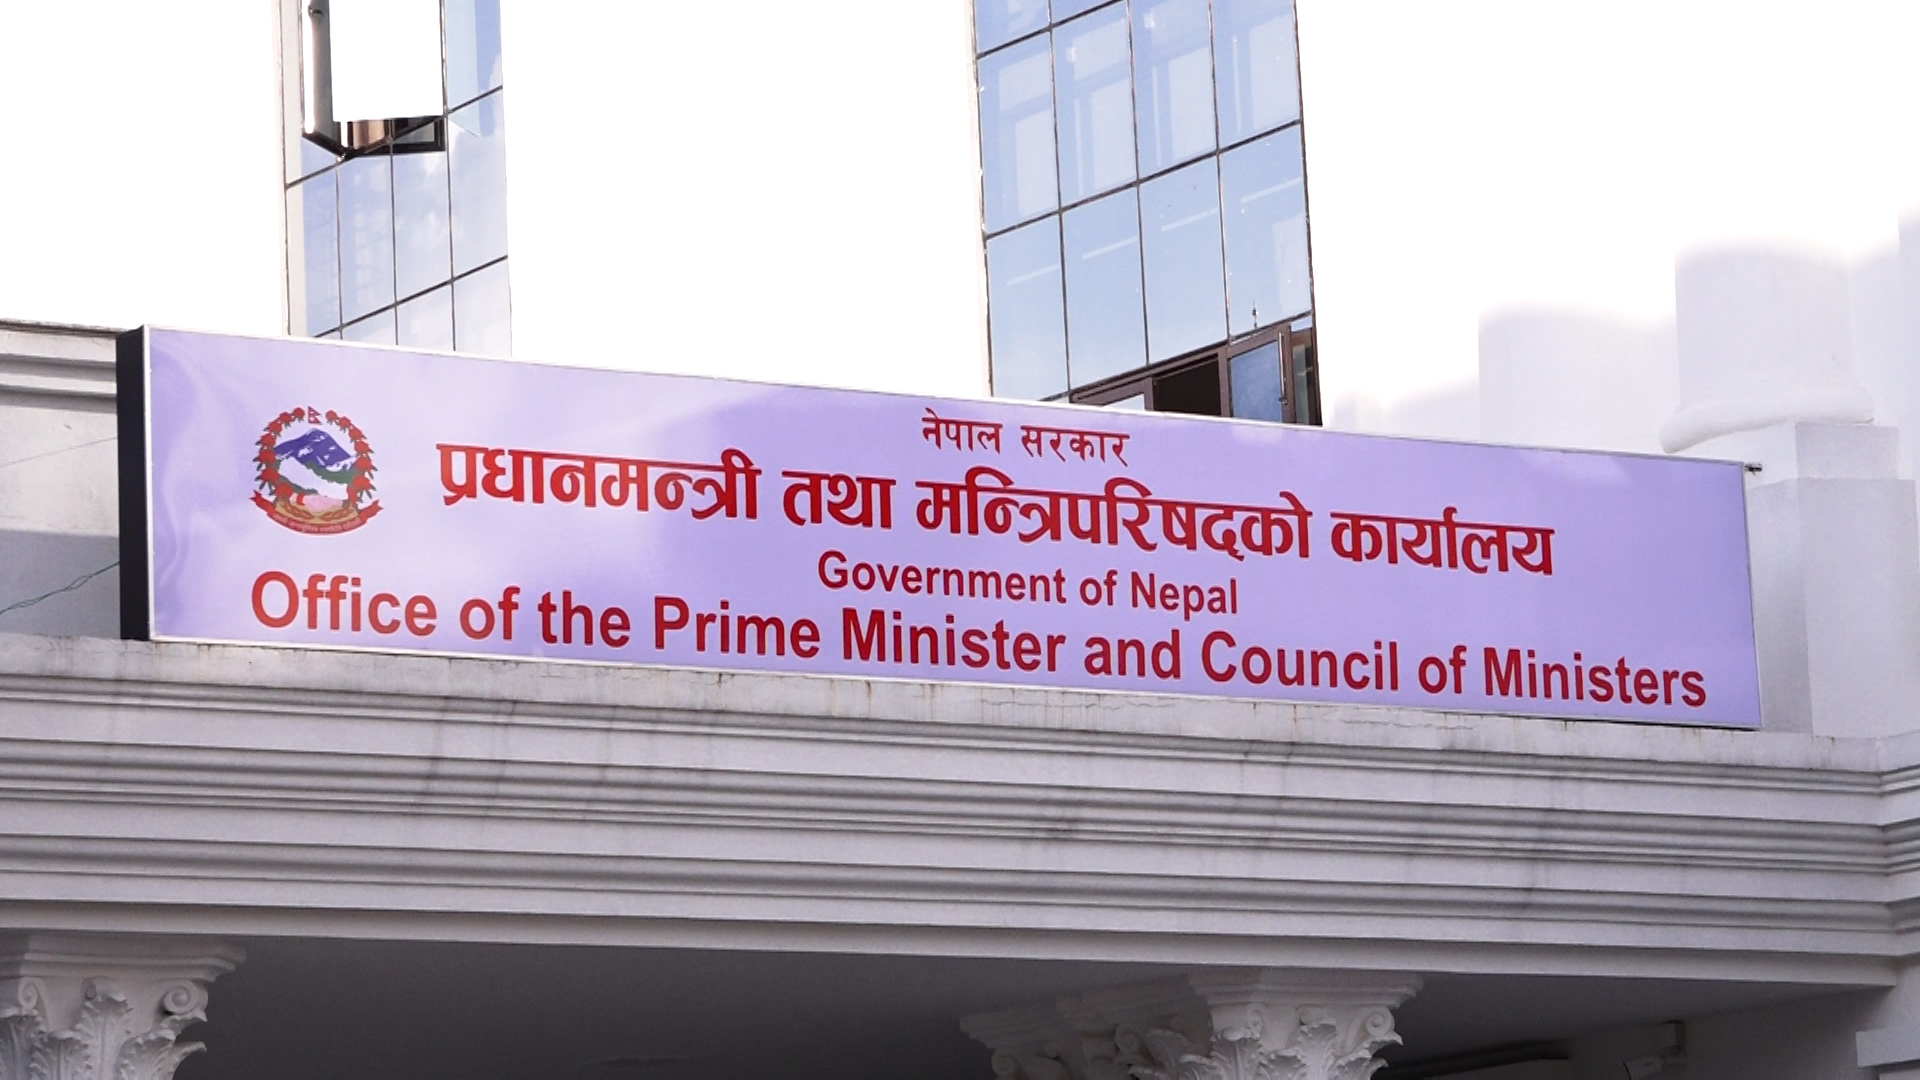 नेपाल सरकार
प्रधानमन्त्री तथा मन्त्रिपरिषद्को कार्यालय
Government of Nepal
Office of the Prime Minister and Council of Ministers